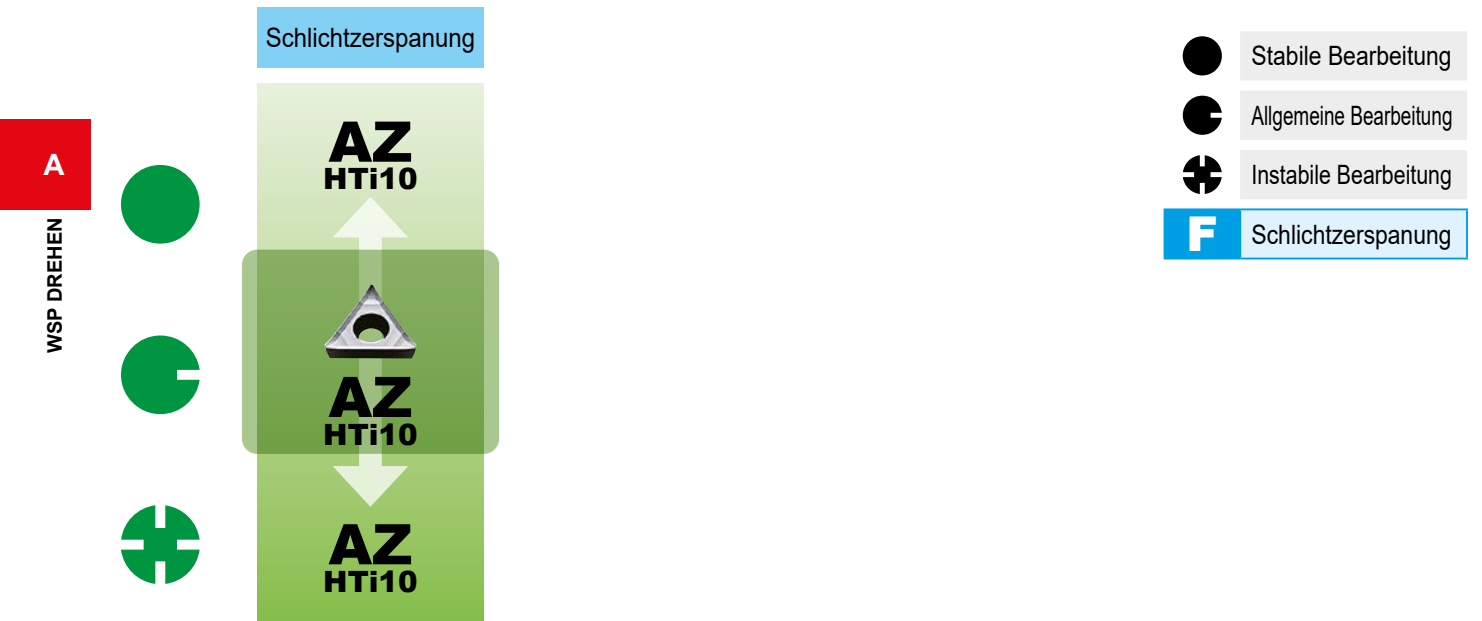 Schlichtzerspanung
A
WSP DREHEN
AZ
HTi10
AZ
HTi10
AZ
HTi10
Stabile Bearbeitung
Allgemeine Bearbeitung
Instabile Bearbeitung
F Schlichtzerspanung